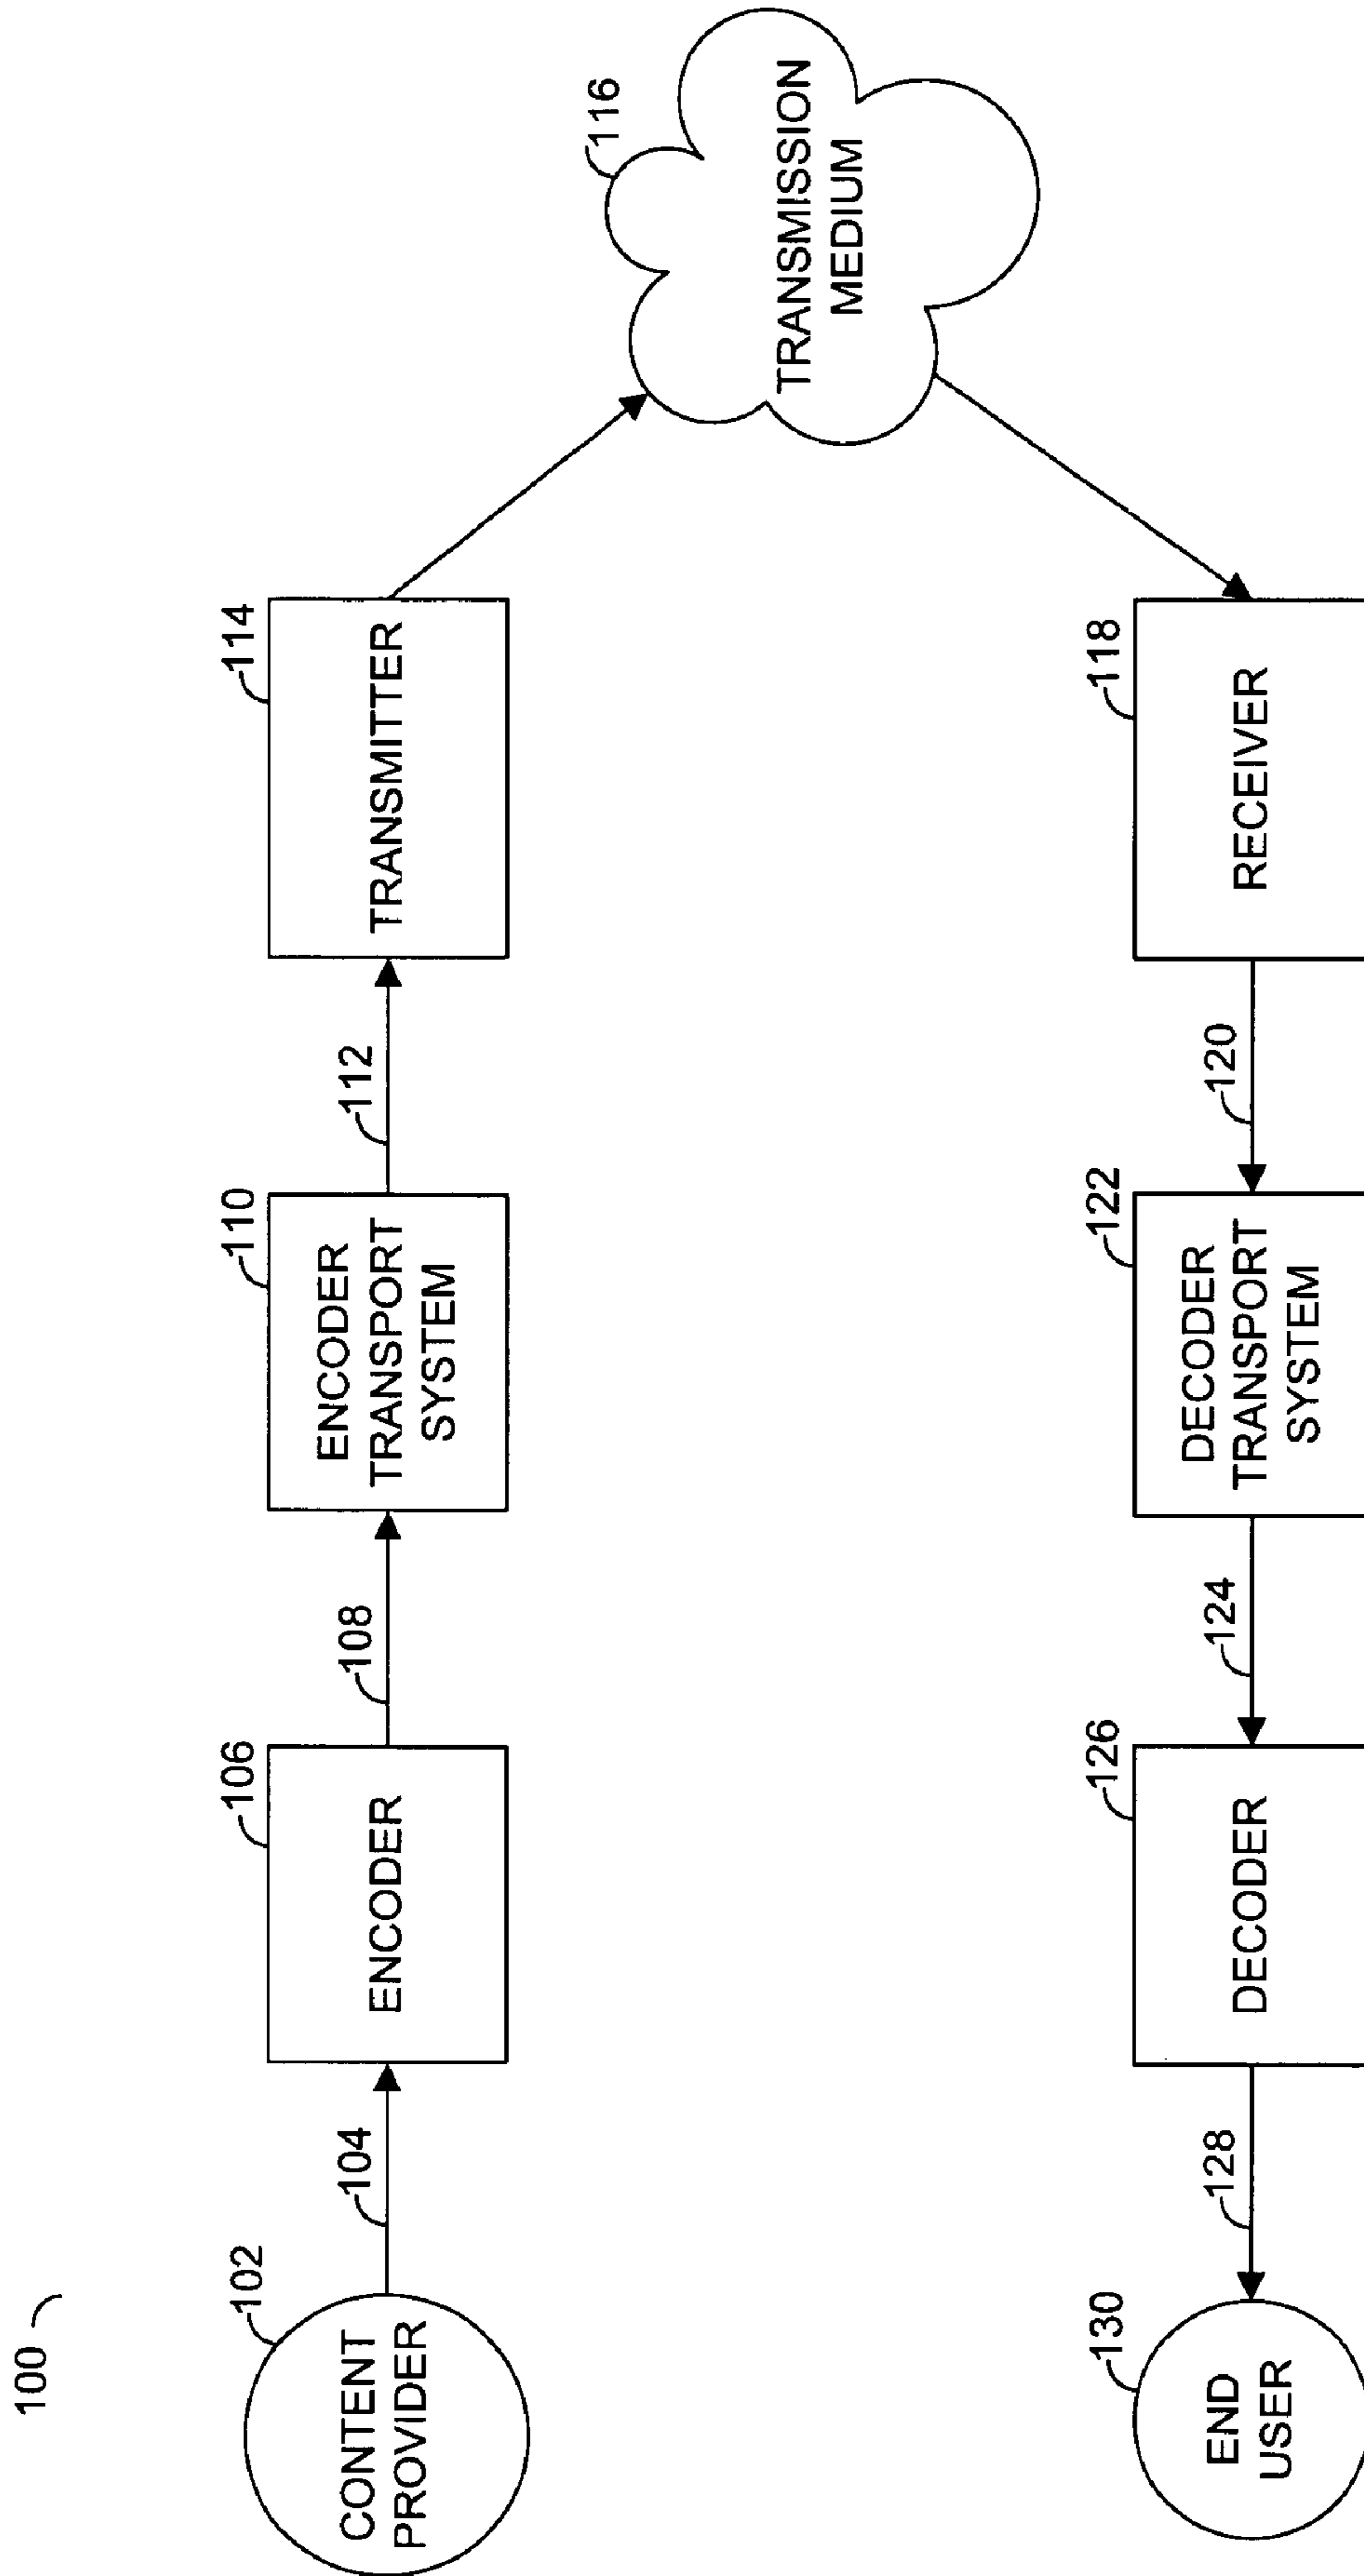 100
102
CONTENT
PROVIDER
104
106
ENCODER
108
110
ENCODER
TRANSPORT
SYSTEM
112
114
TRANSMITTER
116
TRANSMISSION
MEDIUM
118
RECEIVER
120
122
DECODER
TRANSPORT
SYSTEM
124
126
DECODER
128
130
END
USER